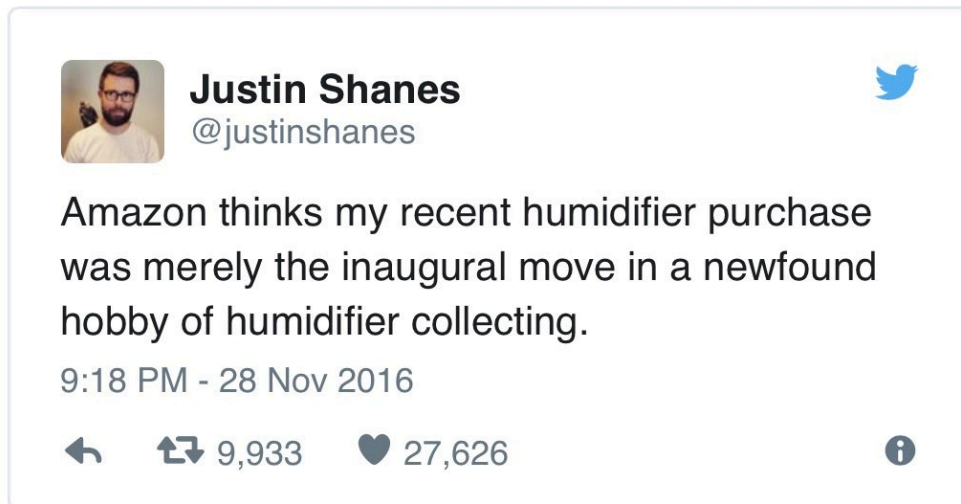 Justin Shanes
@justinshanes
Amazon thinks my recent humidifier purchase
was merely the inaugural move in a newfound
hobby of humidifier collecting.
9:18 PM - 28 Nov 2016
9,933 27,626